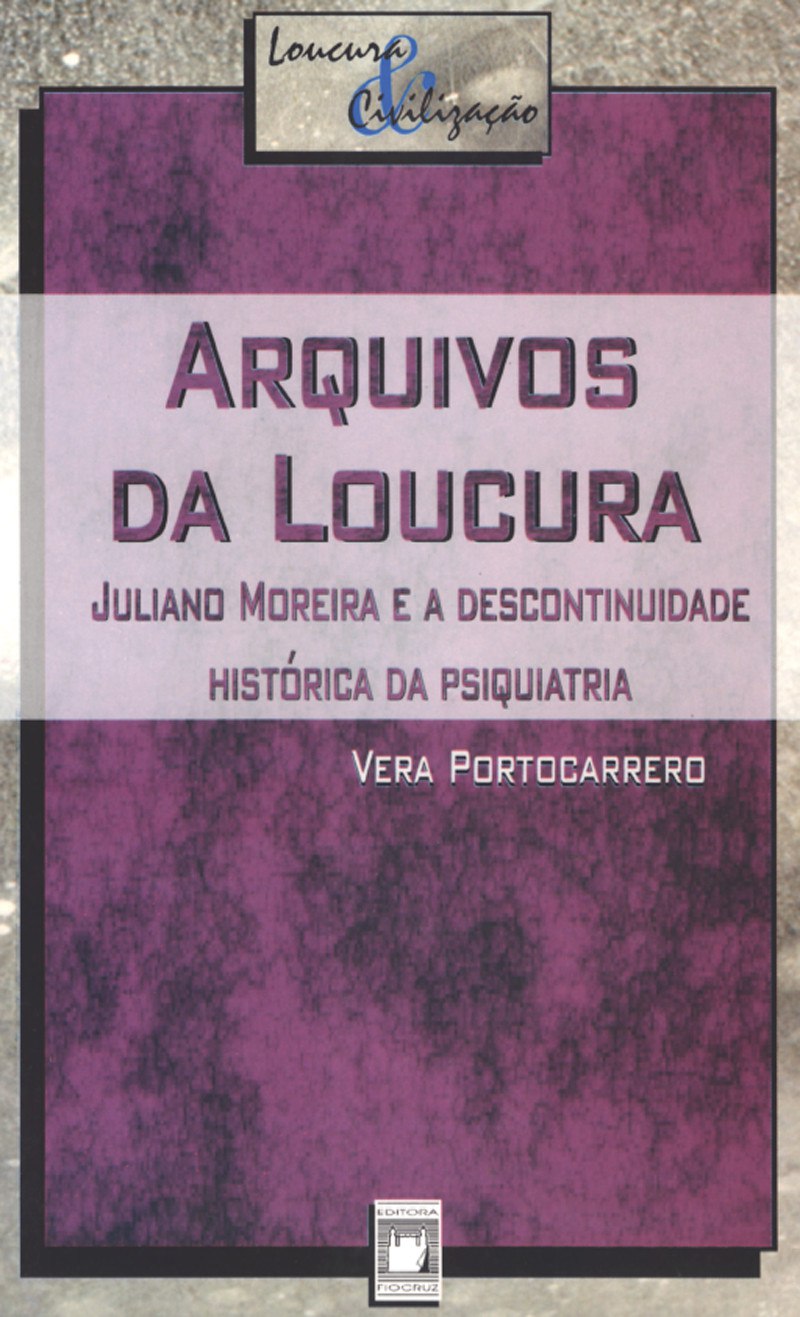 Loucura
&
Civilização
ARQUIVOS
DA LOUCURA
JULIANO MOREIRA E A DESCONTINUIDADE
HISTÓRICA DA PSIQUIATRIA
VERA PORTOCARRERO
EDITORA
FIOCRUZ